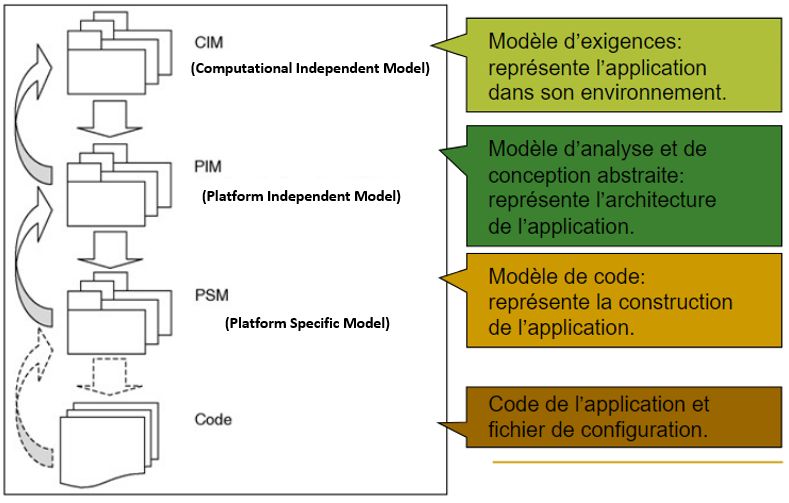 CIM
(Computational Independent Model)
Modèle d’exigences:
représente l’application
dans son environnement.
PIM
(Platform Independent Model)
Modèle d’analyse et de
conception abstraite:
représente l’architecture
de l’application.
PSM
(Platform Specific Model)
Modèle de code:
représente la construction
de l’application.
Code
Code de l’application et
fichier de configuration.